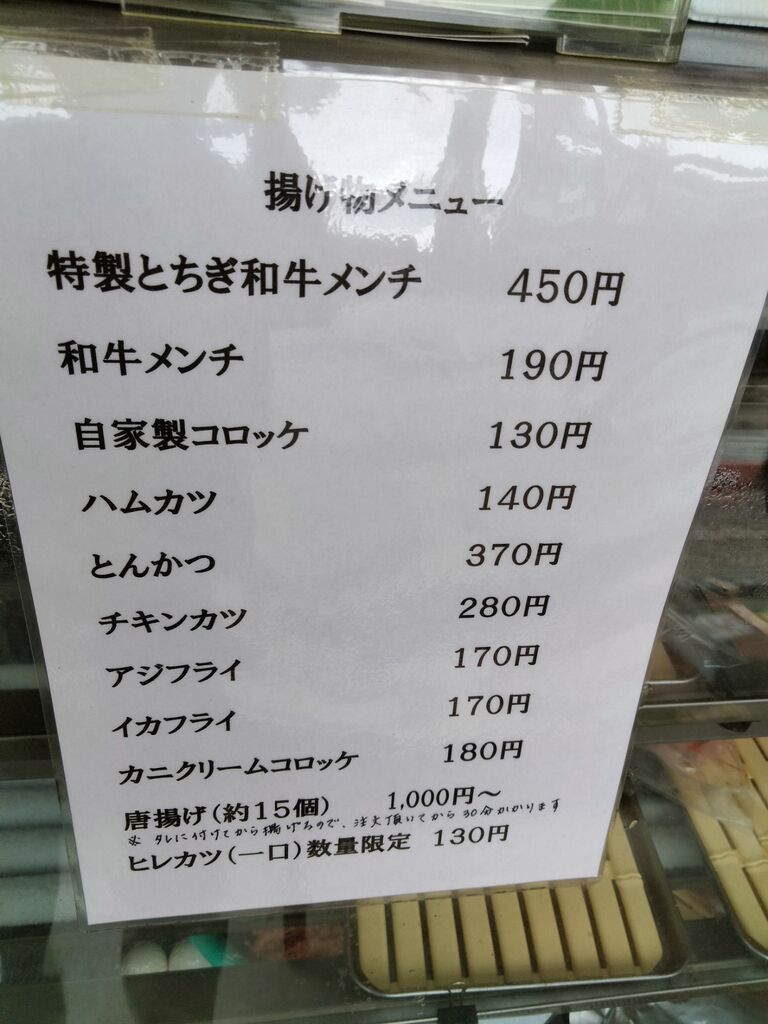 揚げ物メニュー
特製とちぎ和牛メンチ 450円
和牛メンチ 190円
自家製コロッケ 130円
ハムカツ 140円
とんかつ 370円
チキンカツ 280円
アジフライ 170円
イカフライ 170円
カニクリームコロッケ 180円
唐揚げ(約15個) 1,000円～
※ タレに付けてから揚げるので、注文頂いてから30分かかります
ヒレカツ(一口)数量限定 130円